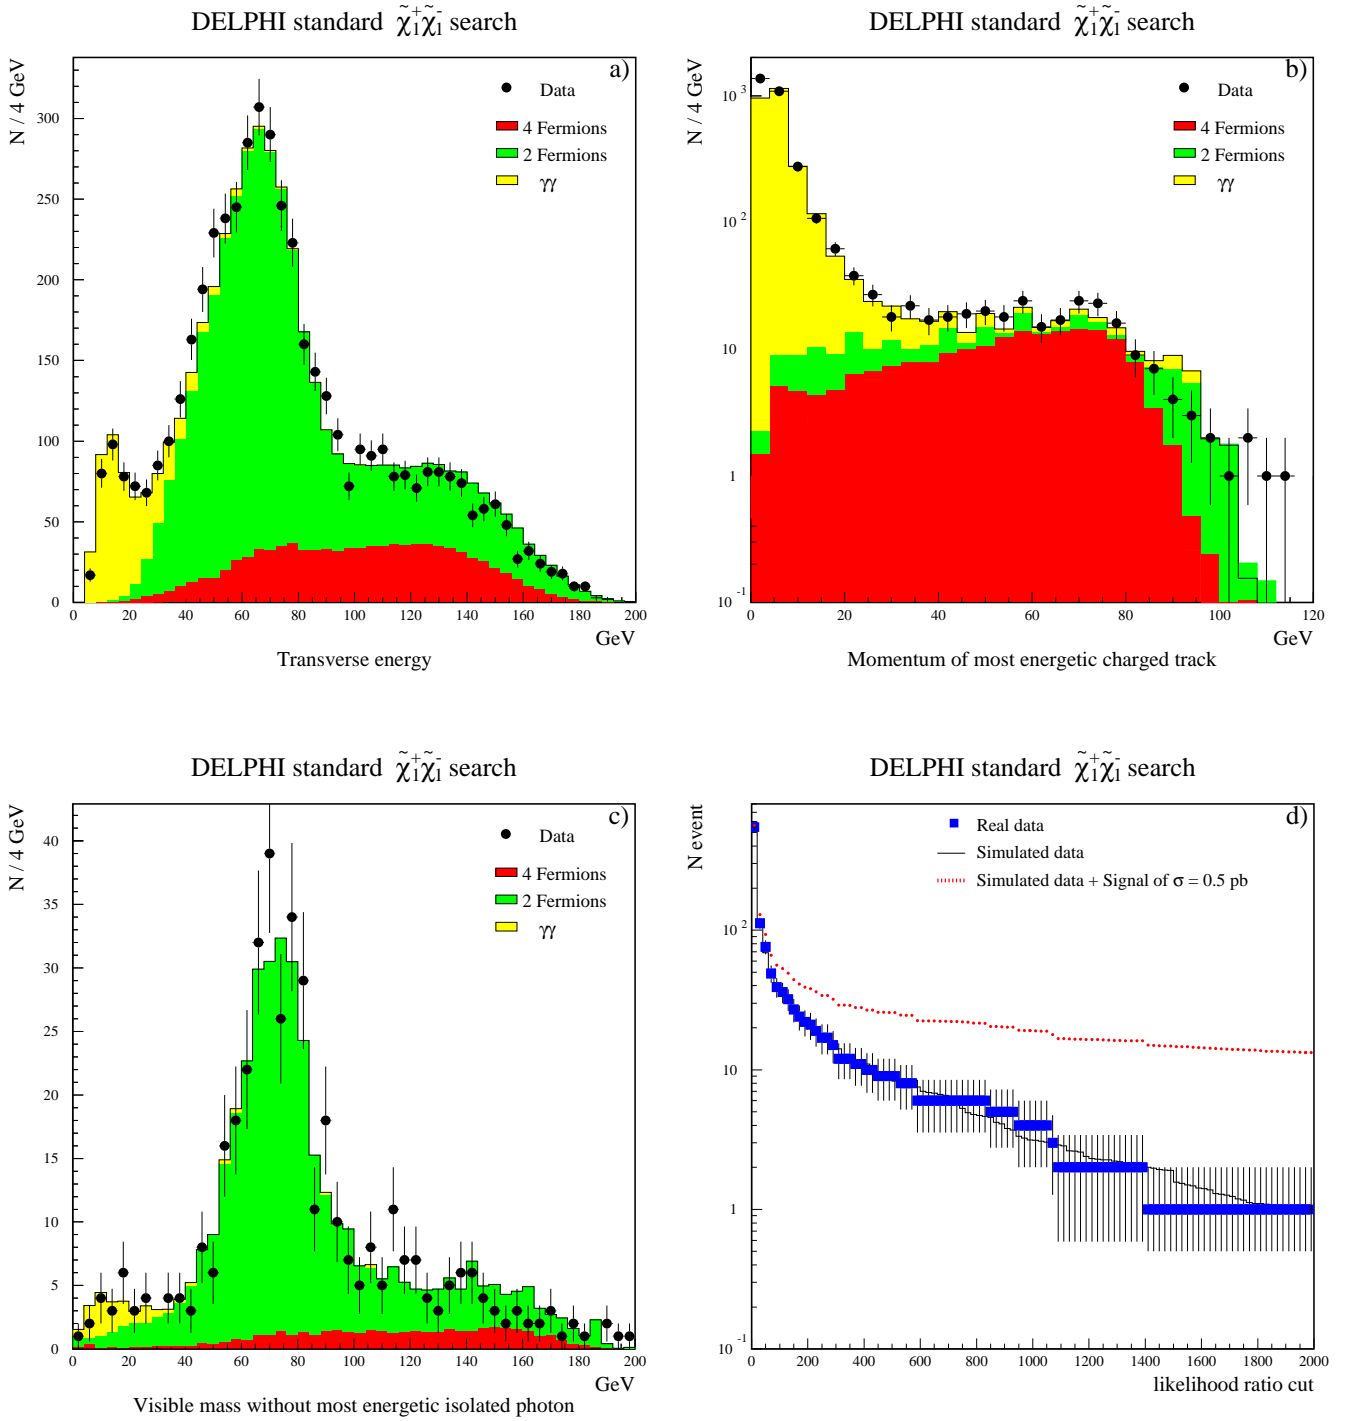 DELPHI standard χ̃₁⁺χ̃₁⁻ search
a)
N / 4 GeV
Data
4 Fermions
2 Fermions
γγ
300
250
200
150
100
50
0
0 20 40 60 80 100 120 140 160 180 200
GeV
Transverse energy
DELPHI standard χ̃₁⁺χ̃₁⁻ search
b)
N / 4 GeV
Data
4 Fermions
2 Fermions
γγ
10³
10²
10
1
10⁻¹
0 20 40 60 80 100 120
GeV
Momentum of most energetic charged track
DELPHI standard χ̃₁⁺χ̃₁⁻ search
c)
N / 4 GeV
Data
4 Fermions
2 Fermions
γγ
40
35
30
25
20
15
10
5
0
0 20 40 60 80 100 120 140 160 180 200
GeV
Visible mass without most energetic isolated photon
DELPHI standard χ̃₁⁺χ̃₁⁻ search
d)
N event
Real data
Simulated data
Simulated data + Signal of σ = 0.5 pb
10²
10
1
10⁻¹
0 200 400 600 800 1000 1200 1400 1600 1800 2000
likelihood ratio cut